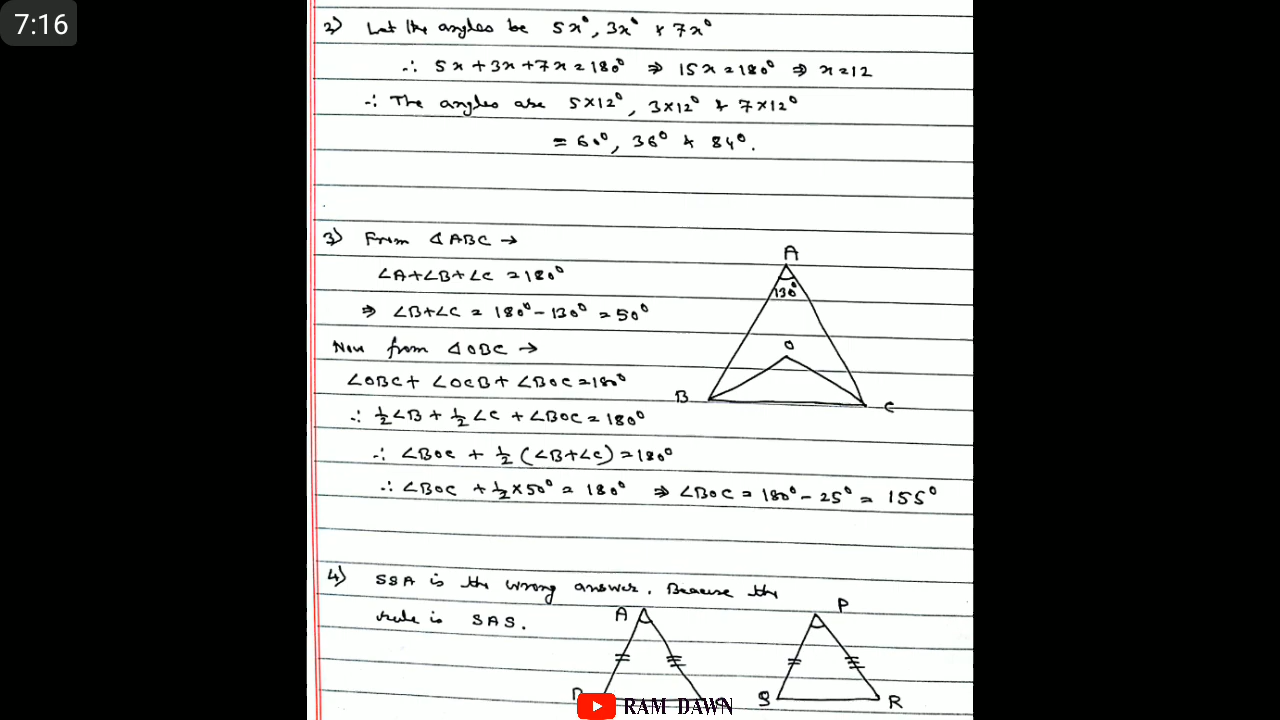 7:16
2) Let the angles be 5x°, 3x° & 7x°
∴ 5x + 3x + 7x = 180° ⇒ 15x = 180° ⇒ x = 12
∴ The angles are 5×12°, 3×12° & 7×12°
= 60°, 36° & 84°.
3) From △ABC →
∠A+∠B+∠C = 180°
⇒ ∠B+∠C = 180° - 130° = 50°
Now from △OBC →
∠OBC + ∠OCB + ∠BOC = 180°
∴ ½∠B + ½∠C + ∠BOC = 180°
∴ ∠BOC + ½(∠B+∠C) = 180°
∴ ∠BOC + ½×50° = 180° ⇒ ∠BOC = 180° - 25° = 155°
A
130°
O
B
C
4) SSA is the wrong answer. Because the
rule is SAS.
A
P
Q
R
RAM DAWN